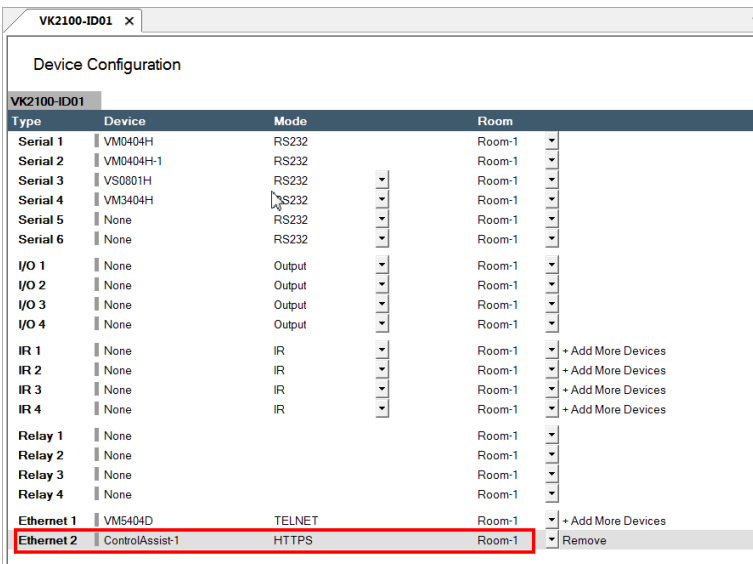 VK2100-ID01 ×
Device Configuration
VK2100-ID01
Type Device Mode Room
Serial 1 VM0404H RS232 Room-1
Serial 2 VM0404H-1 RS232 Room-1
Serial 3 VS0801H RS232 Room-1
Serial 4 VM3404H RS232 Room-1
Serial 5 None RS232 Room-1
Serial 6 None RS232 Room-1
I/O 1 None Output Room-1
I/O 2 None Output Room-1
I/O 3 None Output Room-1
I/O 4 None Output Room-1
IR 1 None IR Room-1 + Add More Devices
IR 2 None IR Room-1 + Add More Devices
IR 3 None IR Room-1 + Add More Devices
IR 4 None IR Room-1 + Add More Devices
Relay 1 None Room-1
Relay 2 None Room-1
Relay 3 None Room-1
Relay 4 None Room-1
Ethernet 1 VM5404D TELNET Room-1 + Add More Devices
Ethernet 2 ControlAssist-1 HTTPS Room-1 Remove